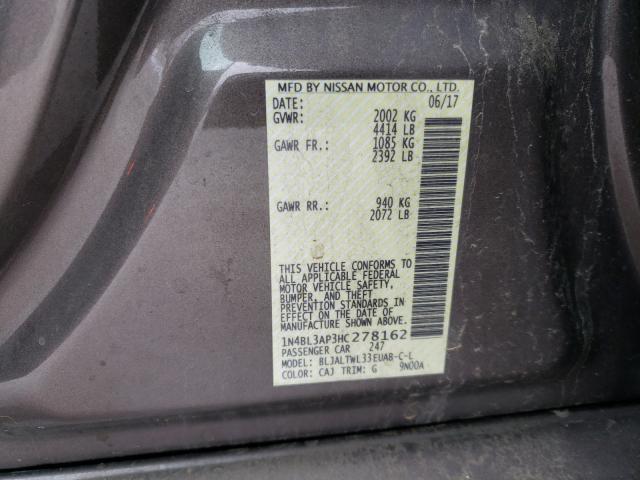 MFD BY NISSAN MOTOR CO., LTD.
DATE: 06/17
GVWR: 2002 KG
4414 LB
GAWR FR.: 1085 KG
2392 LB
GAWR RR.: 940 KG
2072 LB
THIS VEHICLE CONFORMS TO
ALL APPLICABLE FEDERAL
MOTOR VEHICLE SAFETY,
BUMPER, AND THEFT
PREVENTION STANDARDS IN
EFFECT ON THE DATE OF
MANUFACTURE SHOWN ABOVE.
1N4BL3AP3HC278162
PASSENGER CAR 247
MODEL: BLJALTWL33EUA8-C-L
COLOR: CAJ TRIM: G 9N00A